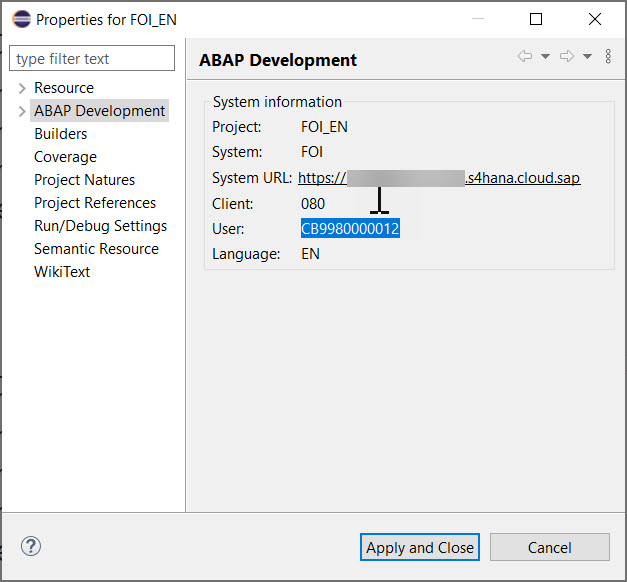 Properties for FOI_EN
type filter text
Resource
ABAP Development
Builders
Coverage
Project Natures
Project References
Run/Debug Settings
Semantic Resource
WikiText
ABAP Development
System information
Project: FOI_EN
System: FOI
System URL: https:// .s4hana.cloud.sap
Client: 080
User: CB9980000012
Language: EN
?
Apply and Close
Cancel